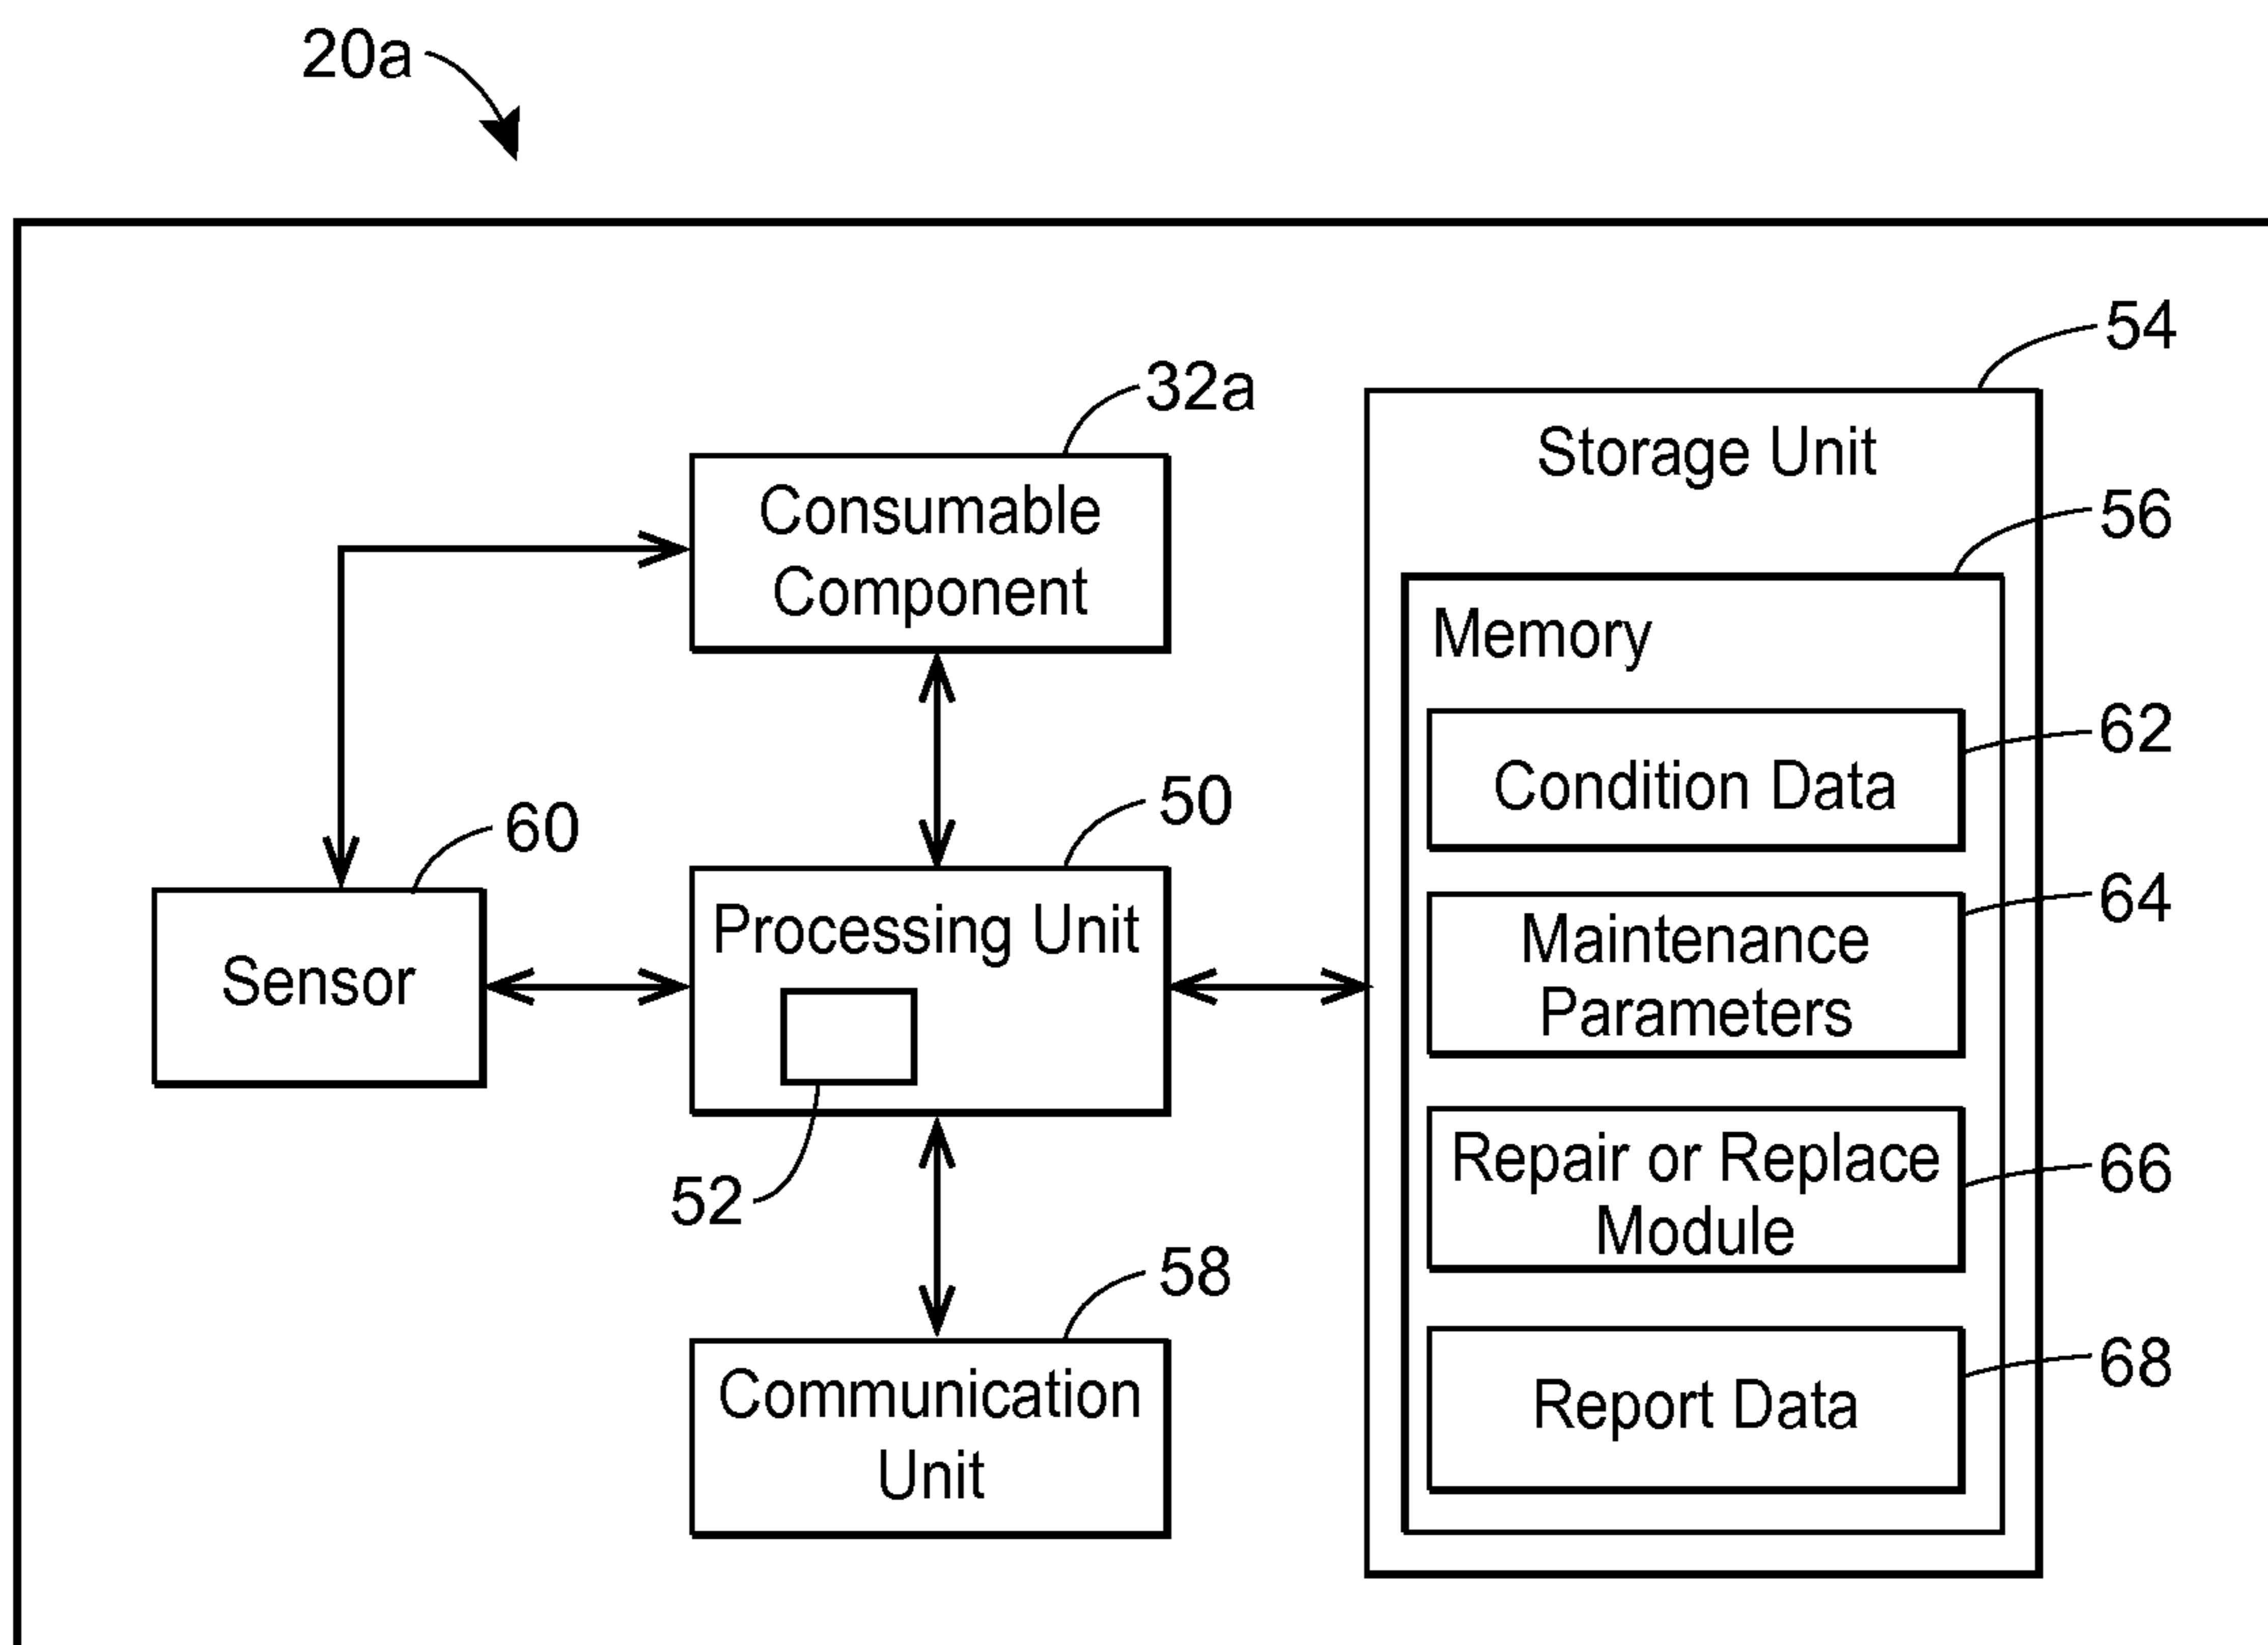 20a
54
32a
Storage Unit
56
Consumable
Component
Memory
62
Condition Data
50
60
64
Processing Unit
Maintenance
Parameters
Sensor
66
Repair or Replace
Module
52
58
68
Communication
Unit
Report Data